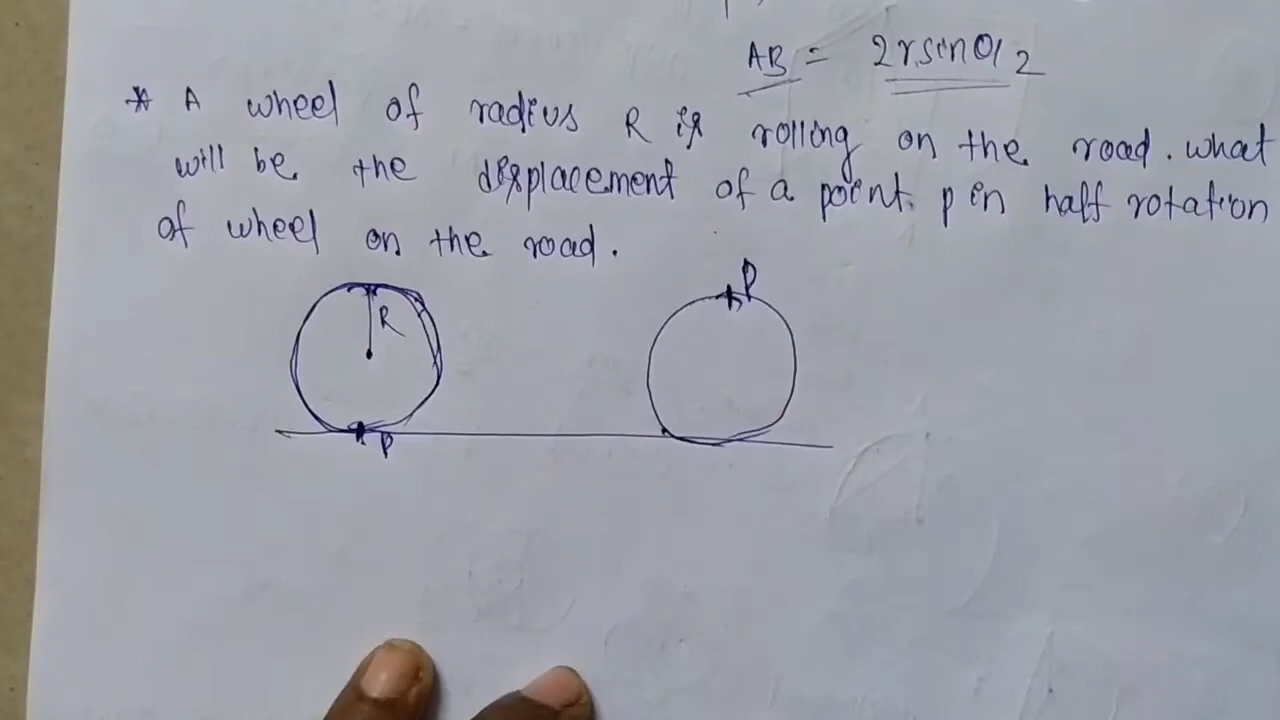 AB = 2r sin θ/2
* A wheel of radius R is rolling on the road. what
will be the displacement of a point p in half rotation
of wheel on the road.
P
R
P